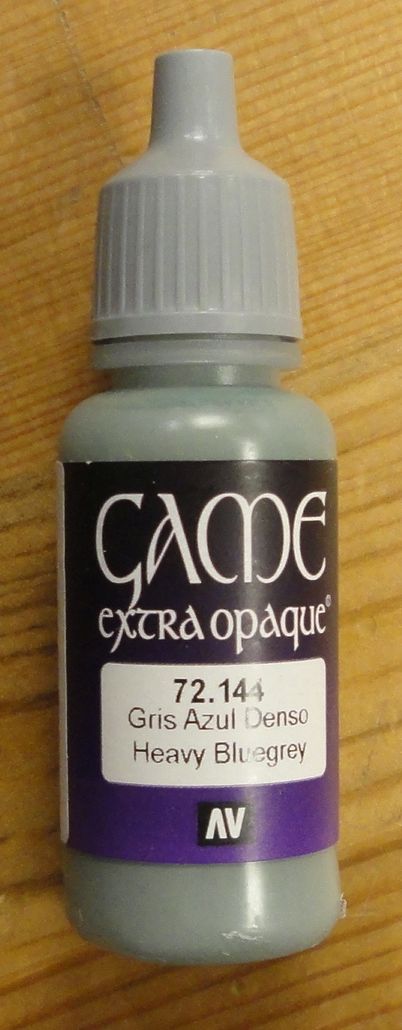 GAME
extra opaque®
72.144
Gris Azul Denso
Heavy Bluegrey
AV